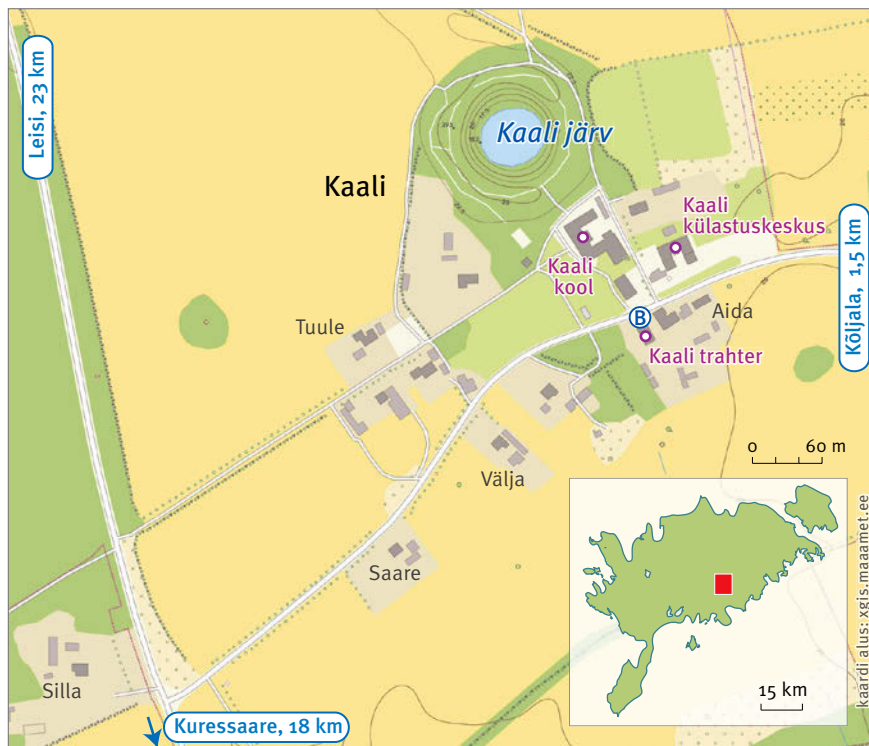 Leisi, 23 km
Kaali järv
Kaali
Kaali
külastuskeskus
Kaali
kool
Kõljala, 1,5 km
Tuule
B
Aida
Kaali trahter
0 60 m
Välja
Saare
Silla
15 km
Kuressaare, 18 km
kaardi alus: xgis.maaamet.ee